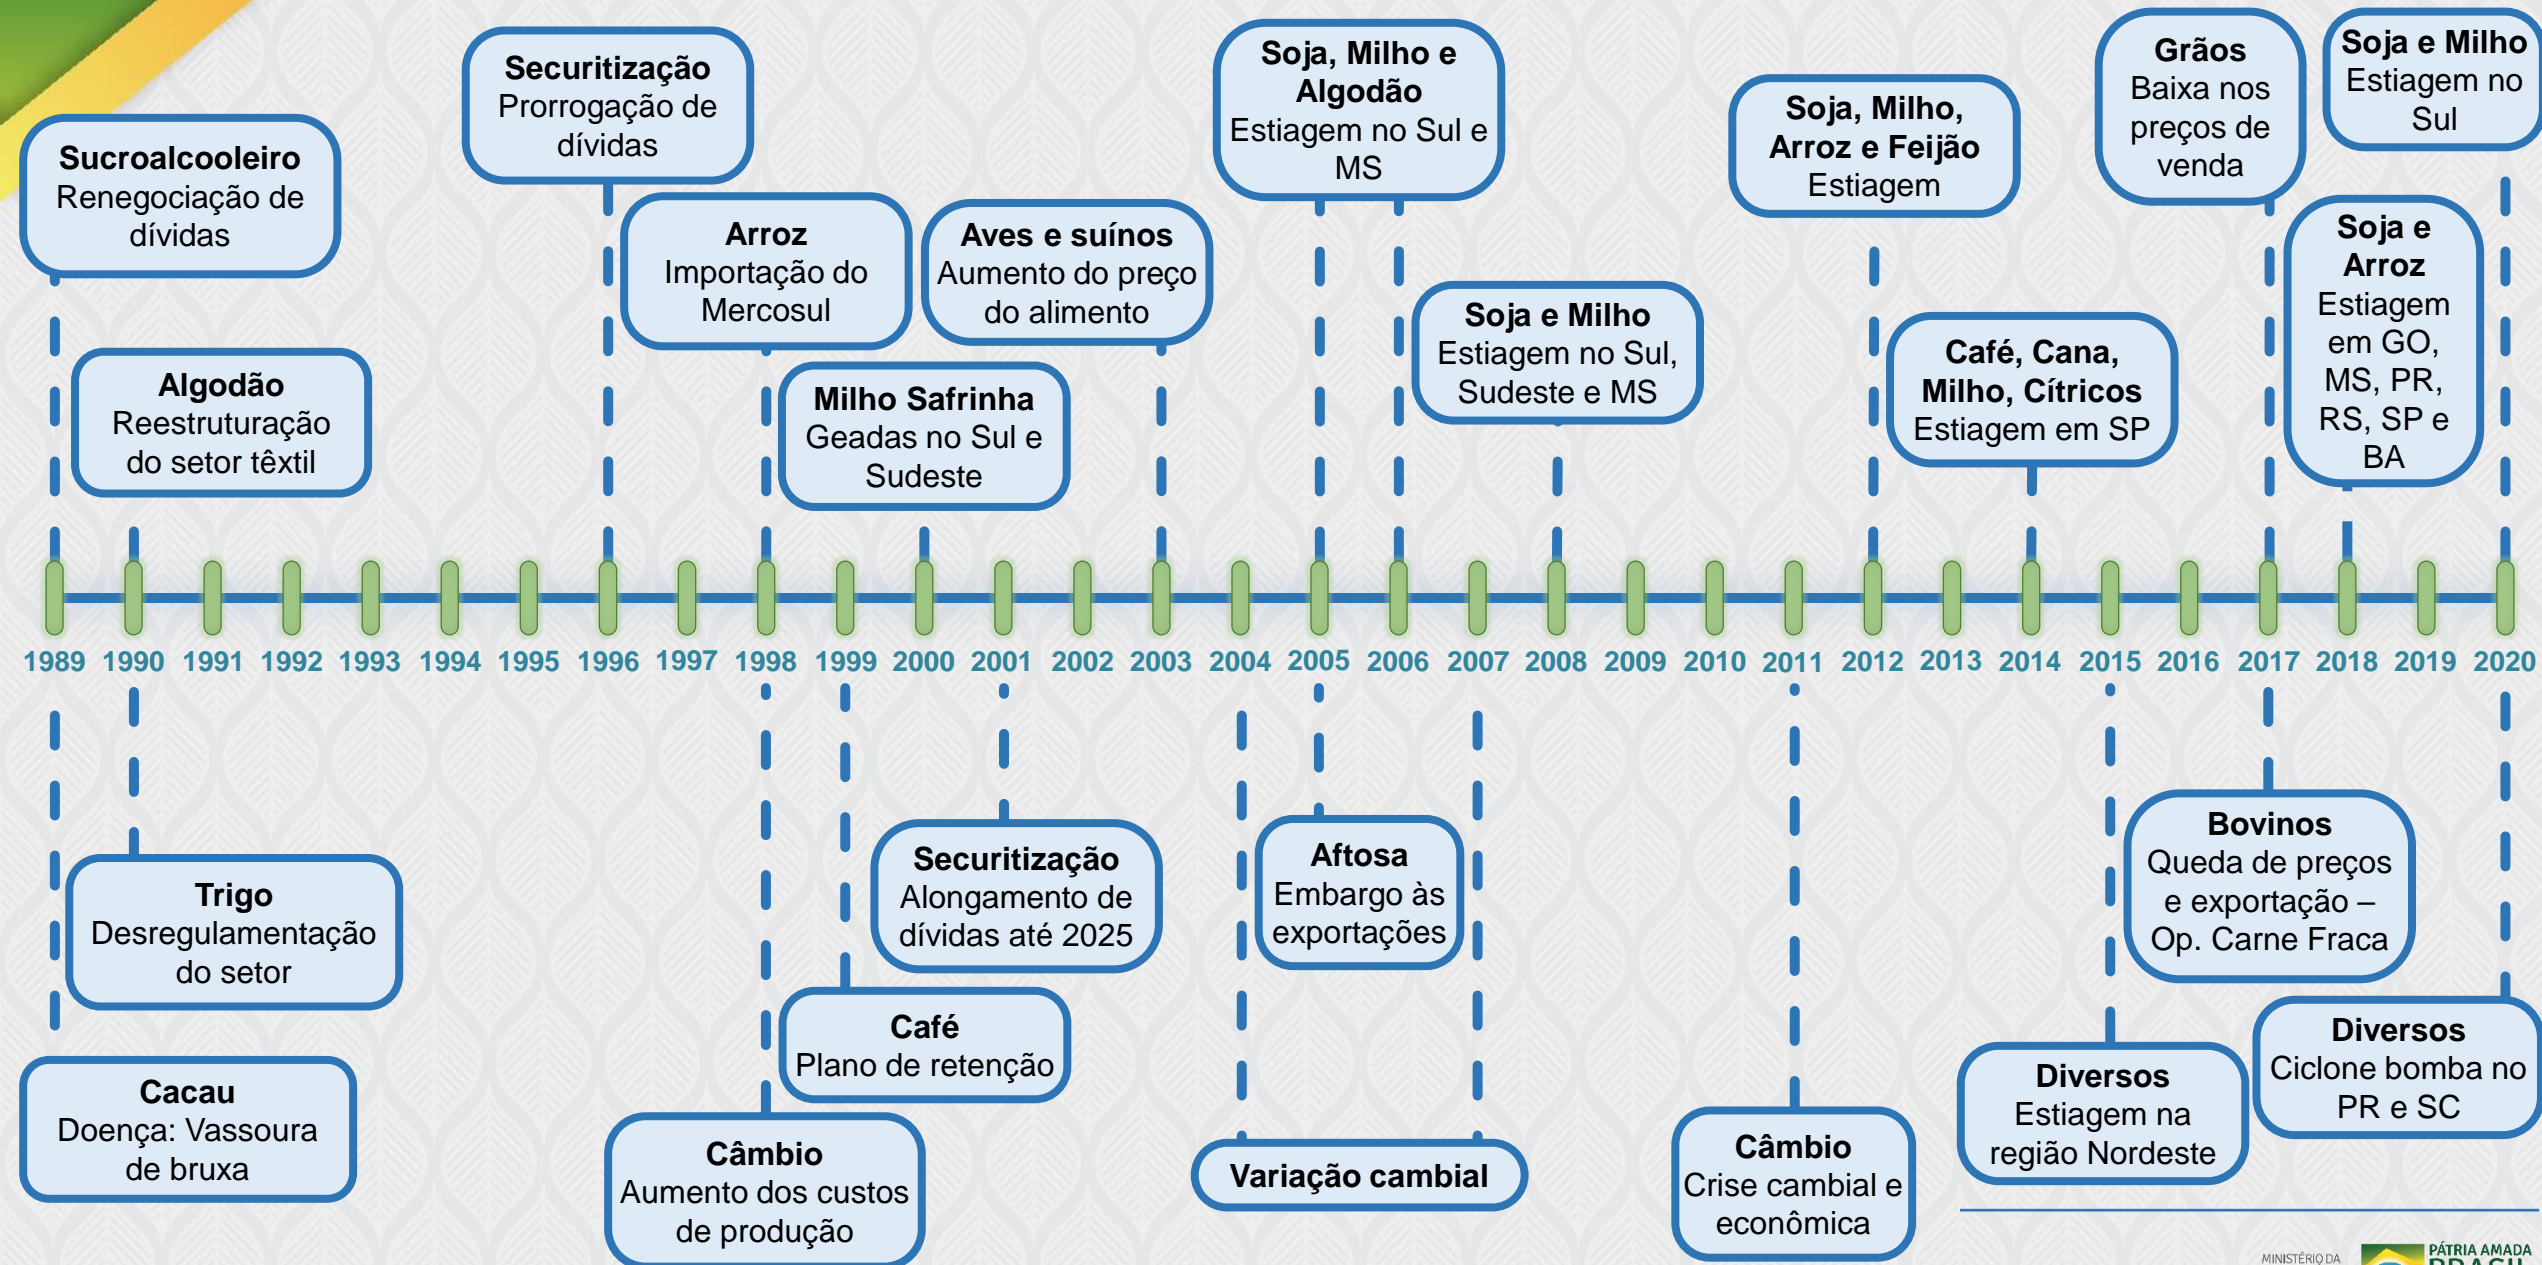 Sucroalcooleiro
Renegociação de
dívidas
Algodão
Reestruturação
do setor têxtil
Securitização
Prorrogação de
dívidas
Arroz
Importação do
Mercosul
Milho Safrinha
Geadas no Sul e
Sudeste
Aves e suínos
Aumento do preço
do alimento
Soja, Milho e
Algodão
Estiagem no Sul e
MS
Soja e Milho
Estiagem no Sul,
Sudeste e MS
Soja, Milho,
Arroz e Feijão
Estiagem
Café, Cana,
Milho, Cítricos
Estiagem em SP
Grãos
Baixa nos
preços de
venda
Soja e
Arroz
Estiagem
em GO,
MS, PR,
RS, SP e
BA
Soja e Milho
Estiagem no
Sul
1989 1990 1991 1992 1993 1994 1995 1996 1997 1998 1999 2000 2001 2002 2003 2004 2005 2006 2007 2008 2009 2010 2011 2012 2013 2014 2015 2016 2017 2018 2019 2020
Trigo
Desregulamentação
do setor
Cacau
Doença: Vassoura
de bruxa
Securitização
Alongamento de
dívidas até 2025
Café
Plano de retenção
Câmbio
Aumento dos custos
de produção
Aftosa
Embargo às
exportações
Variação cambial
Câmbio
Crise cambial e
econômica
Bovinos
Queda de preços
e exportação –
Op. Carne Fraca
Diversos
Estiagem na
região Nordeste
Diversos
Ciclone bomba no
PR e SC
MINISTÉRIO DA
PÁTRIA AMADA
BRASIL